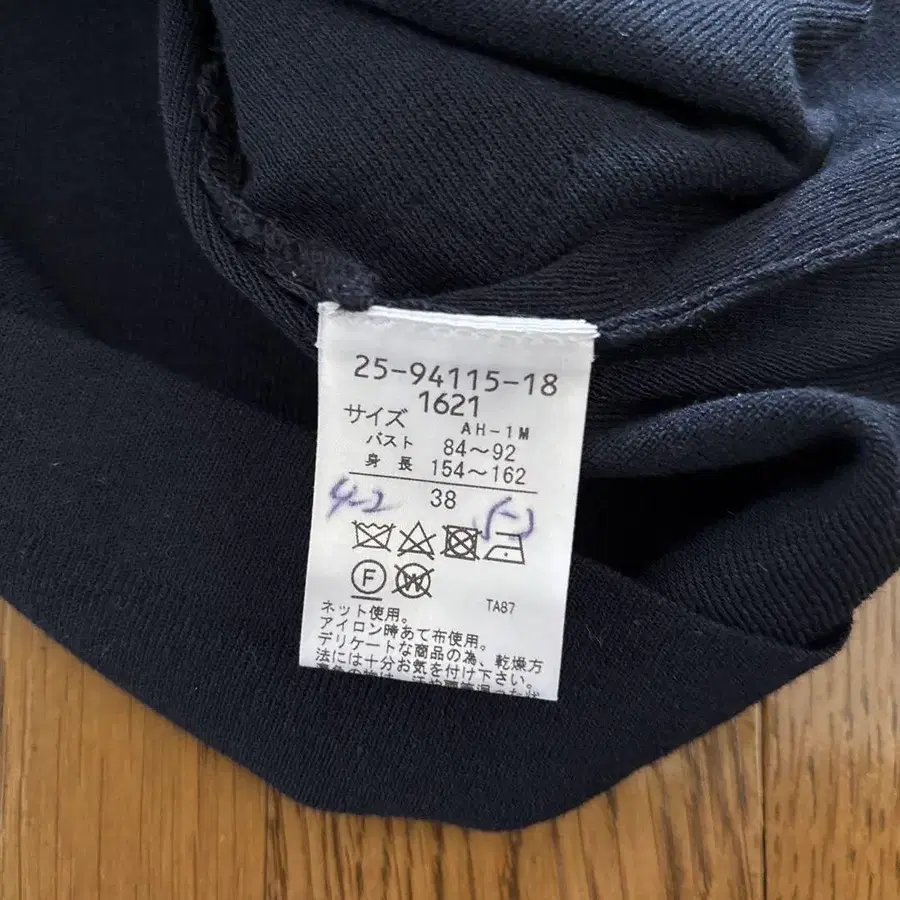 25-94115-18
1621
サイズ AH-1M
バスト 84〜92
身長 154〜162
4-2 38 (-)
F W
TA87
ネット使用。
アイロン時あて布使用。
デリケートな商品の為、乾燥方
法には十分お気を付け下さい。